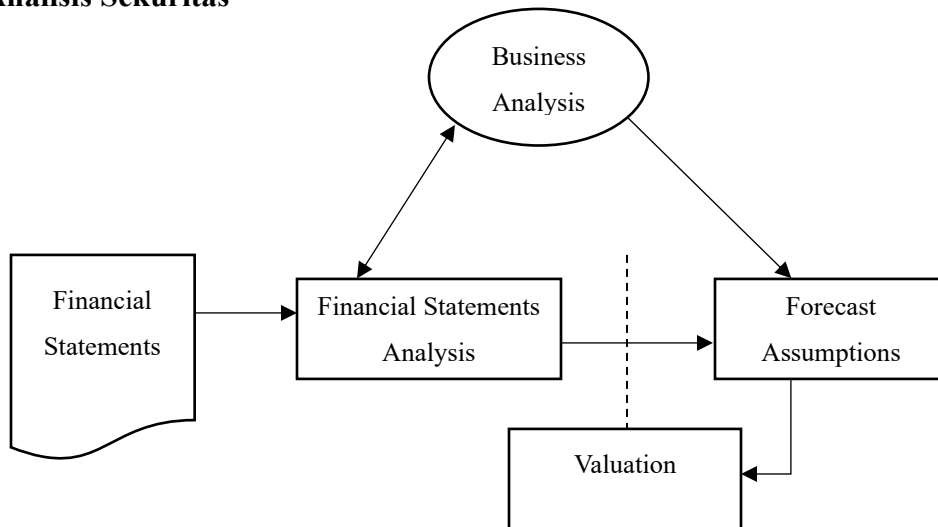 Analisis Sekuritas
Business
Analysis
Financial
Statements
Financial Statements
Analysis
Forecast
Assumptions
Valuation